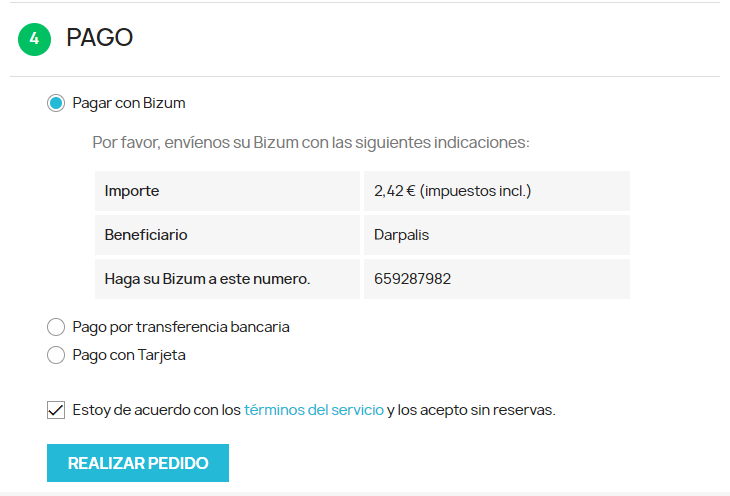 4 PAGO
Pagar con Bizum
Por favor, envíenos su Bizum con las siguientes indicaciones:
Importe 2,42 € (impuestos incl.)
Beneficiario Darpalis
Haga su Bizum a este numero. 659287982
Pago por transferencia bancaria
Pago con Tarjeta
Estoy de acuerdo con los términos del servicio y los acepto sin reservas.
REALIZAR PEDIDO